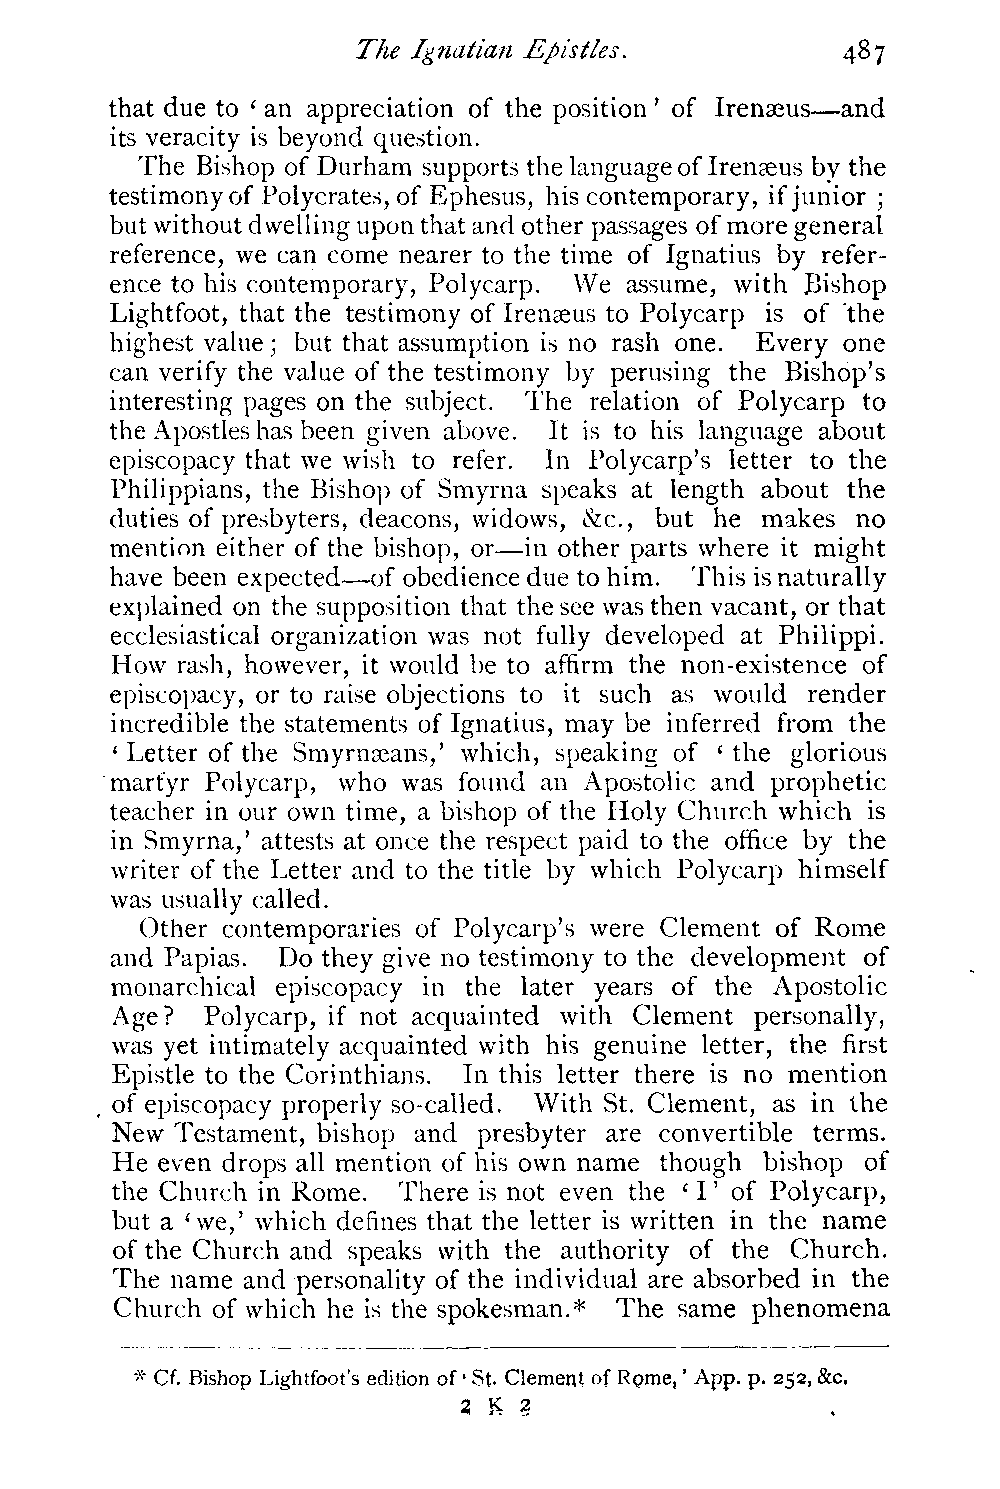 The Ignatian Epistles. 487
that due to ‘an appreciation of the position’ of Irenæus—and
its veracity is beyond question.
The Bishop of Durham supports the language of Irenæus by the
testimony of Polycrates, of Ephesus, his contemporary, if junior ;
but without dwelling upon that and other passages of more general
reference, we can come nearer to the time of Ignatius by refer-
ence to his contemporary, Polycarp. We assume, with Bishop
Lightfoot, that the testimony of Irenæus to Polycarp is of the
highest value; but that assumption is no rash one. Every one
can verify the value of the testimony by perusing the Bishop's
interesting pages on the subject. The relation of Polycarp to
the Apostles has been given above. It is to his language about
episcopacy that we wish to refer. In Polycarp's letter to the
Philippians, the Bishop of Smyrna speaks at length about the
duties of presbyters, deacons, widows, &c., but he makes no
mention either of the bishop, or—in other parts where it might
have been expected—of obedience due to him. This is naturally
explained on the supposition that the see was then vacant, or that
ecclesiastical organization was not fully developed at Philippi.
How rash, however, it would be to affirm the non-existence of
episcopacy, or to raise objections to it such as would render
incredible the statements of Ignatius, may be inferred from the
‘Letter of the Smyrnæans,’ which, speaking of ‘the glorious
martyr Polycarp, who was found an Apostolic and prophetic
teacher in our own time, a bishop of the Holy Church which is
in Smyrna,’ attests at once the respect paid to the office by the
writer of the Letter and to the title by which Polycarp himself
was usually called.
Other contemporaries of Polycarp's were Clement of Rome
and Papias. Do they give no testimony to the development of
monarchical episcopacy in the later years of the Apostolic
Age? Polycarp, if not acquainted with Clement personally,
was yet intimately acquainted with his genuine letter, the first
Epistle to the Corinthians. In this letter there is no mention
of episcopacy properly so-called. With St. Clement, as in the
New Testament, bishop and presbyter are convertible terms.
He even drops all mention of his own name though bishop of
the Church in Rome. There is not even the ‘I’ of Polycarp,
but a ‘we,’ which defines that the letter is written in the name
of the Church and speaks with the authority of the Church.
The name and personality of the individual are absorbed in the
Church of which he is the spokesman.* The same phenomena
* Cf. Bishop Lightfoot's edition of ‘St. Clement of Rome,’ App. p. 252, &c.
2 K 2